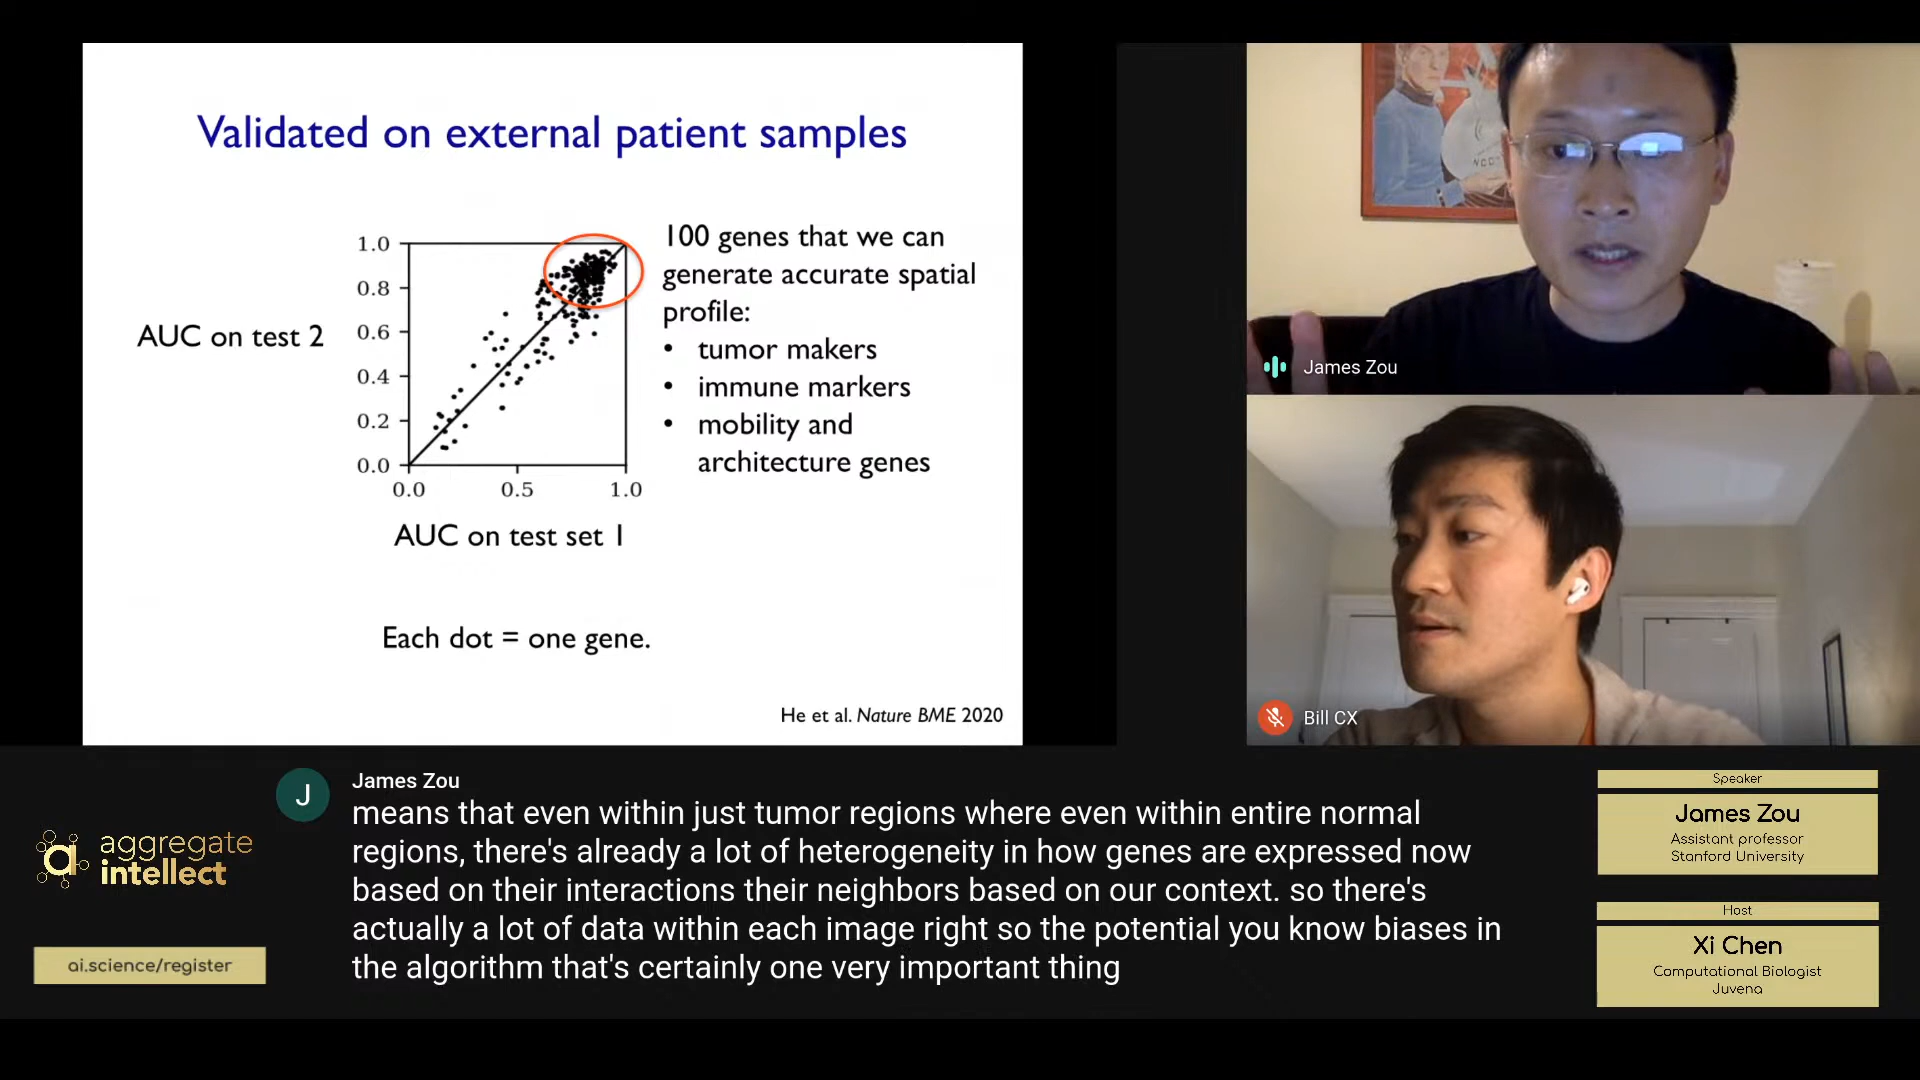 Validated on external patient samples
1.0
0.8
0.6
0.4
0.2
0.0
0.0 0.5 1.0
AUC on test 2
AUC on test set 1
100 genes that we can
generate accurate spatial
profile:
• tumor makers
• immune markers
• mobility and
architecture genes
Each dot = one gene.
He et al. Nature BME 2020
NCC
James Zou
Bill CX
J
James Zou
means that even within just tumor regions where even within entire normal
regions, there's already a lot of heterogeneity in how genes are expressed now
based on their interactions their neighbors based on our context. so there's
actually a lot of data within each image right so the potential you know biases in
the algorithm that's certainly one very important thing
aggregate
intellect
ai.science/register
Speaker
James Zou
Assistant professor
Stanford University
Host
Xi Chen
Computational Biologist
Juvena